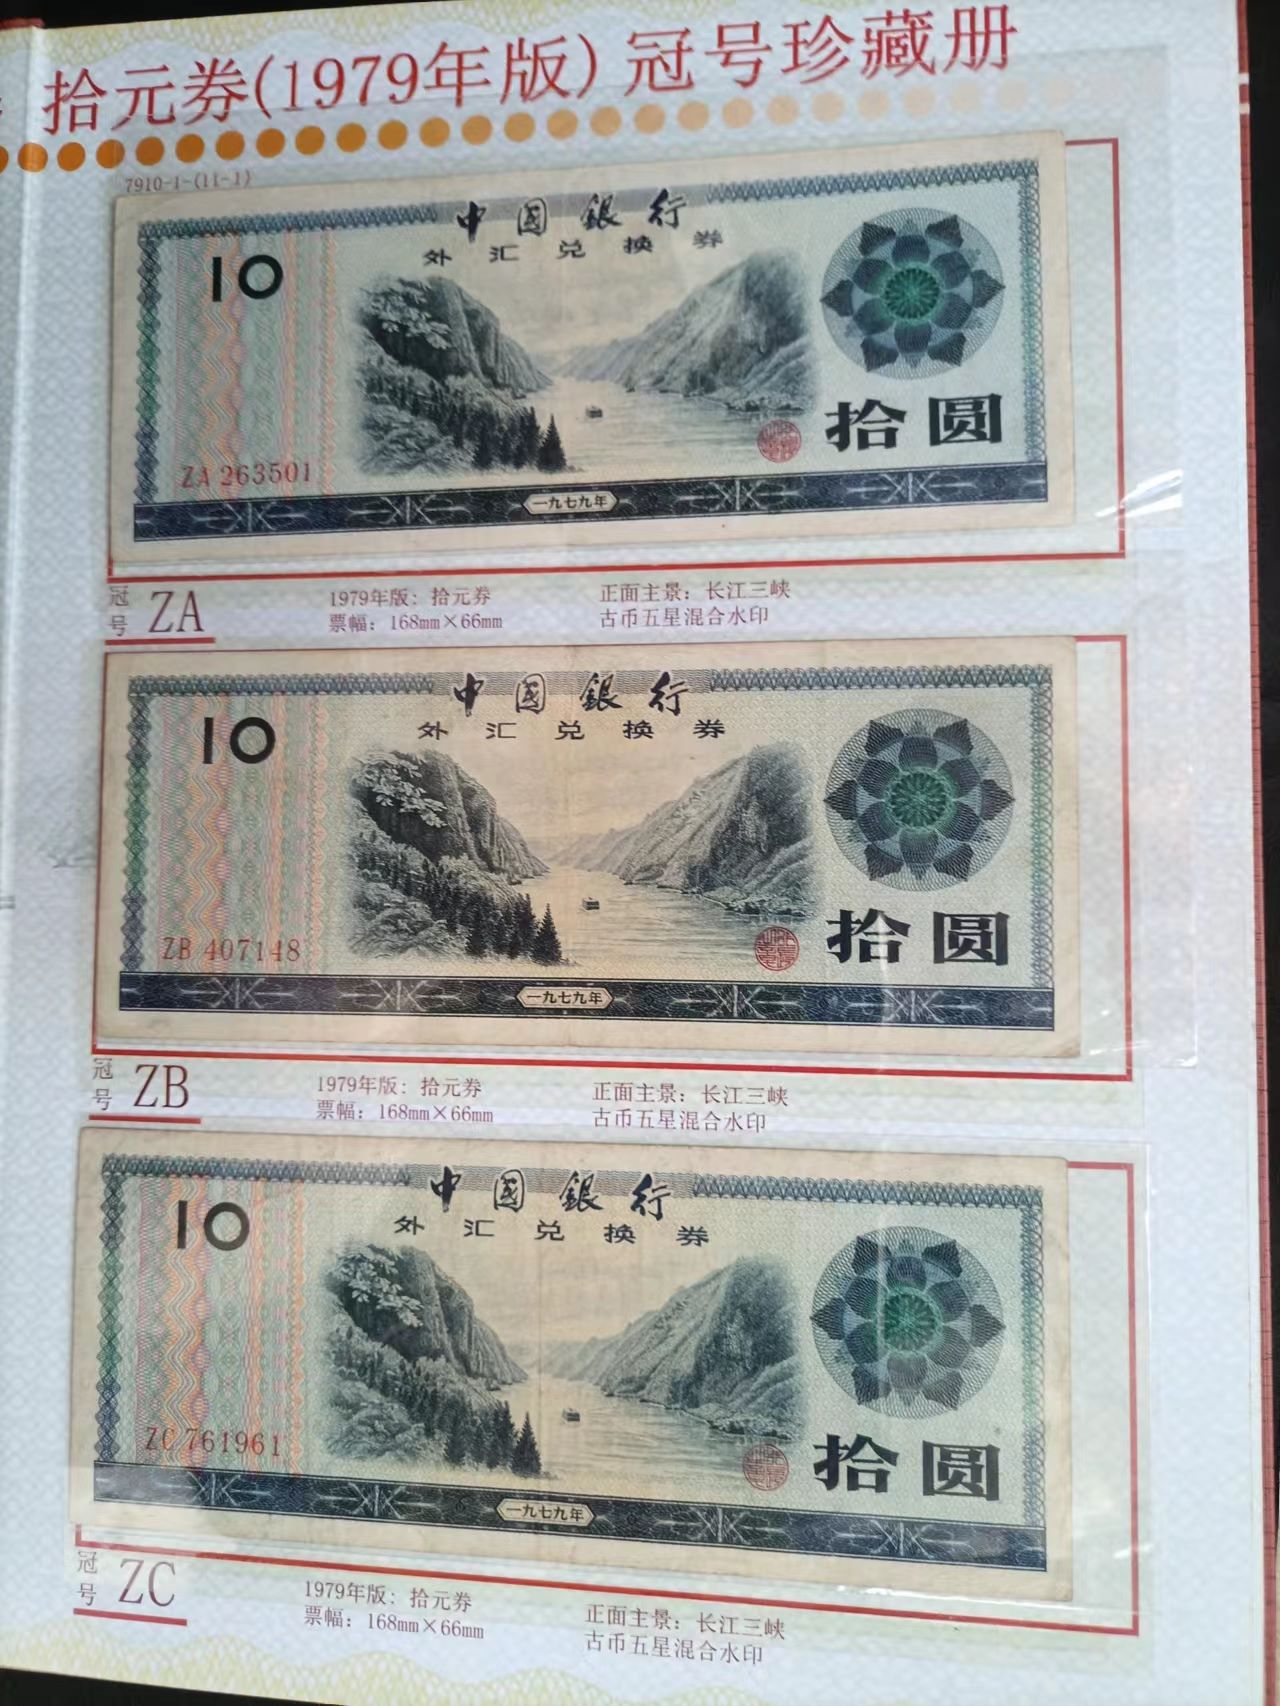 拾元券(1979年版)冠号珍藏册
7910-1-(11-1)
中国銀行
外汇兑换券
10
拾圆
ZA 263501
一九七九年
冠号 ZA
1979年版：拾元券
票幅：168mm×66mm
正面主景：长江三峡
古币五星混合水印
中国銀行
外汇兑换券
10
拾圆
ZB 407148
一九七九年
冠号 ZB
1979年版：拾元券
票幅：168mm×66mm
正面主景：长江三峡
古币五星混合水印
中国銀行
外汇兑换券
10
拾圆
ZC 761961
一九七九年
冠号 ZC
1979年版：拾元券
票幅：168mm×66mm
正面主景：长江三峡
古币五星混合水印